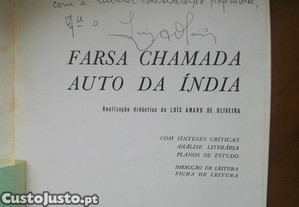 com a
FARSA CHAMADA
AUTO DA ÍNDIA
Realização didáctica de LUÍS AMARO DE OLIVEIRA
COM SÍNTESES CRÍTICAS
ANÁLISE LITERÁRIA
PLANOS DE ESTUDO
DIRECÇÃO DE LEITURA
FICHA DE LEITURA
CustoJusto.pt